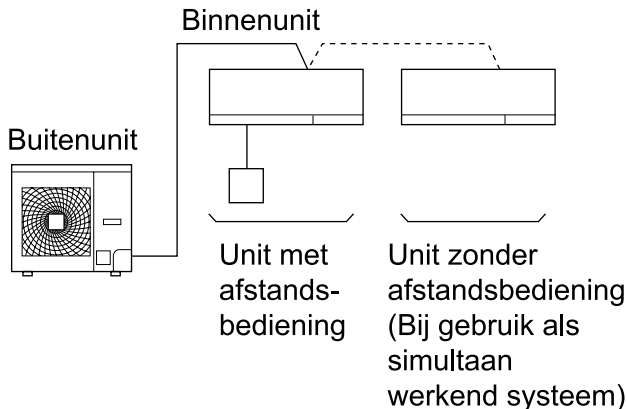 Binnenunit
Buitenunit
Unit met
afstands-
bediening
Unit zonder
afstandsbediening
(Bij gebruik als
simultaan
werkend systeem)